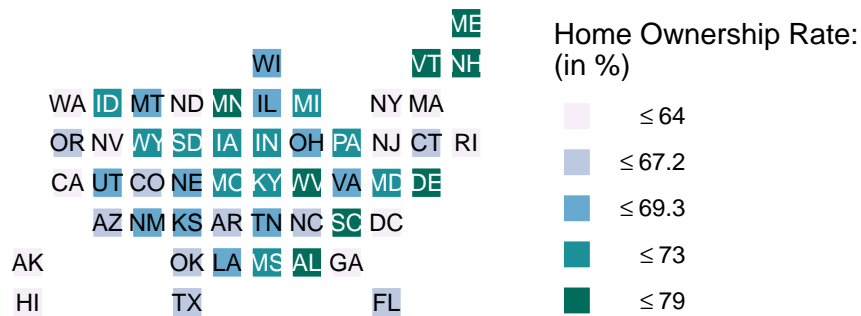 ME
WI VT NH
WA ID MT ND MN IL MI NY MA
OR NV WY SD IA IN OH PA NJ CT RI
CA UT CO NE MO KY WV VA MD DE
AZ NM KS AR TN NC SC DC
AK OK LA MS AL GA
HI TX FL
Home Ownership Rate:
(in %)
≤ 64
≤ 67.2
≤ 69.3
≤ 73
≤ 79